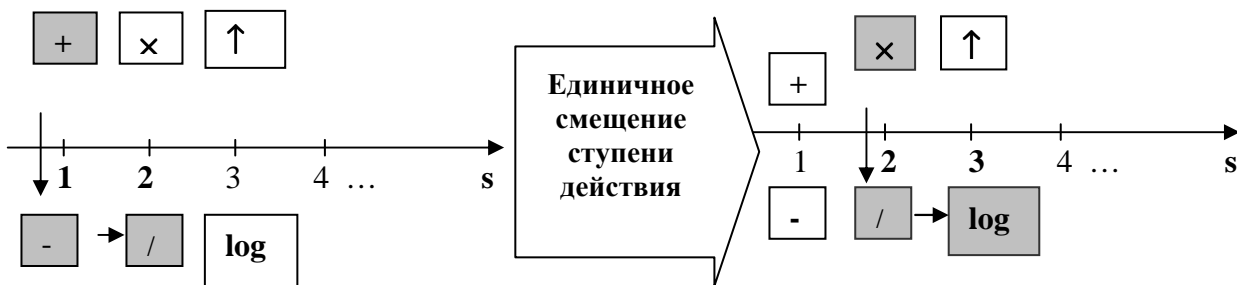 + × ↑
1 2 3 4 … s
- / log
Единичное
смещение
ступени
действия
+ × ↑
1 2 3 4 … s
- / log